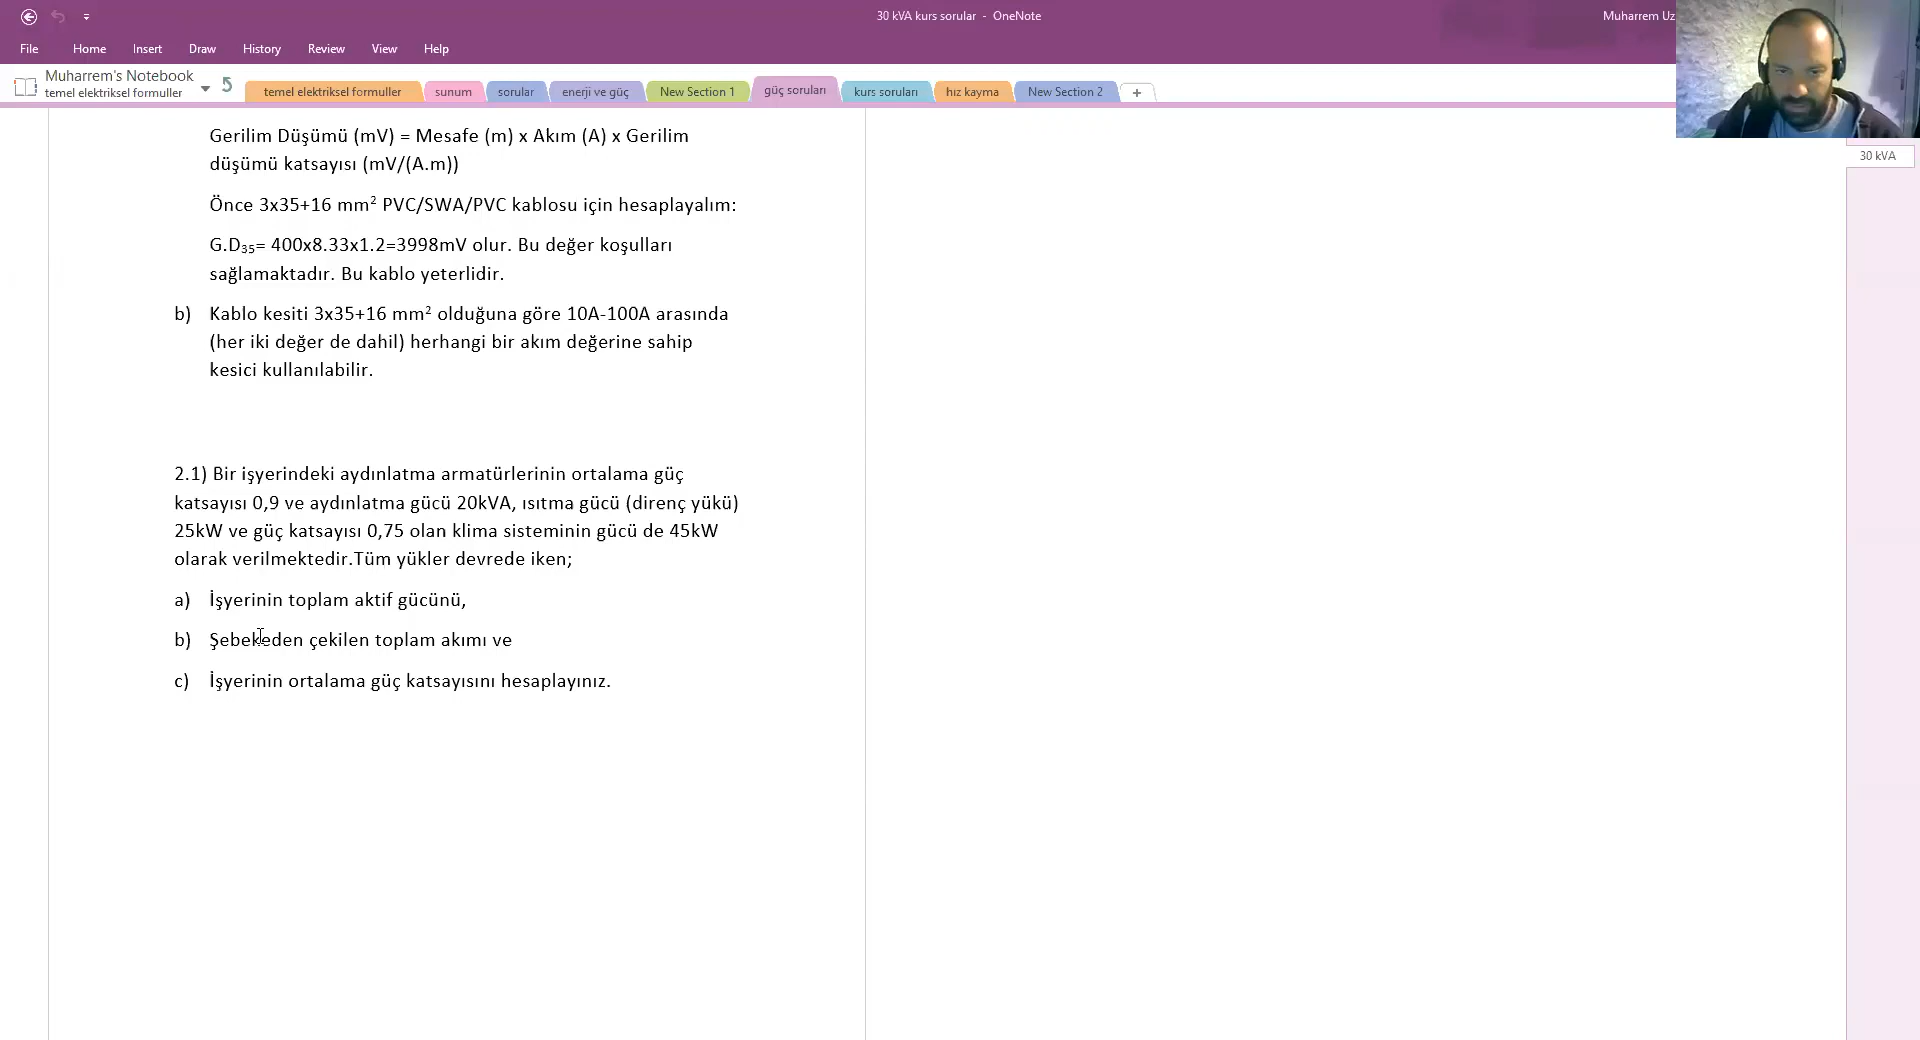 30 kVA kurs sorular - OneNote
Muharrem Uz
File Home Insert Draw History Review View Help
Muharrem's Notebook
temel elektriksel formuller
temel elektriksel formuller sunum sorular enerji ve güç New Section 1 güç soruları kurs soruları hız kayma New Section 2 +
30 kVA
Gerilim Düşümü (mV) = Mesafe (m) x Akım (A) x Gerilim
düşümü katsayısı (mV/(A.m))
Önce 3x35+16 mm² PVC/SWA/PVC kablosu için hesaplayalım:
G.D₃₅= 400x8.33x1.2=3998mV olur. Bu değer koşulları
sağlamaktadır. Bu kablo yeterlidir.
b) Kablo kesiti 3x35+16 mm² olduğuna göre 10A-100A arasında
(her iki değer de dahil) herhangi bir akım değerine sahip
kesici kullanılabilir.
2.1) Bir işyerindeki aydınlatma armatürlerinin ortalama güç
katsayısı 0,9 ve aydınlatma gücü 20kVA, ısıtma gücü (direnç yükü)
25kW ve güç katsayısı 0,75 olan klima sisteminin gücü de 45kW
olarak verilmektedir.Tüm yükler devrede iken;
a) İşyerinin toplam aktif gücünü,
b) Şebekeden çekilen toplam akımı ve
c) İşyerinin ortalama güç katsayısını hesaplayınız.